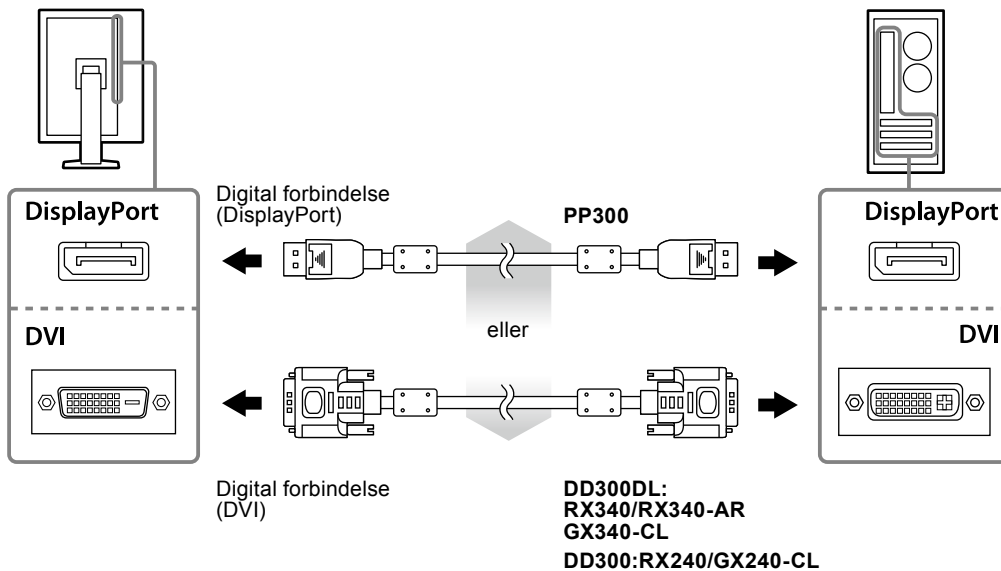 DisplayPort
DVI
Digital forbindelse
(DisplayPort)
PP300
eller
Digital forbindelse
(DVI)
DD300DL:
RX340/RX340-AR
GX340-CL
DD300:RX240/GX240-CL
DisplayPort
DVI